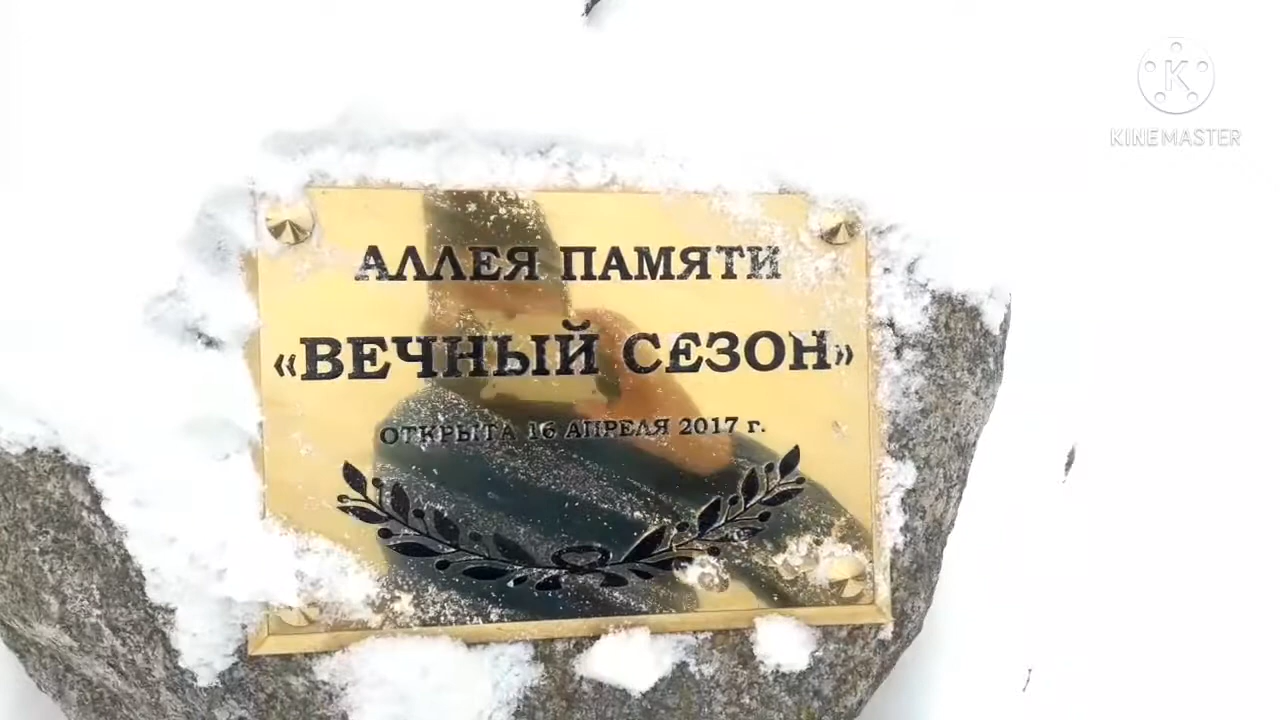 KINEMASTER
АЛЛЕЯ ПАМЯТИ
«ВЕЧНЫЙ СЕЗОН»
ОТКРЫТА 16 АПРЕЛЯ 2017 г.